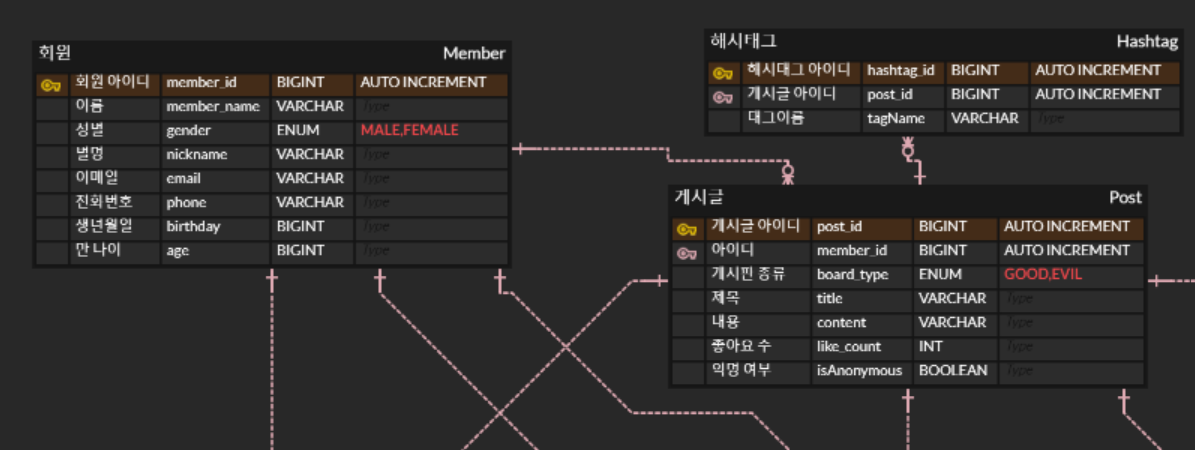 회원 Member
회원 아이디 member_id BIGINT AUTO INCREMENT
이름 member_name VARCHAR Type
성별 gender ENUM MALE,FEMALE
별명 nickname VARCHAR Type
이메일 email VARCHAR Type
전화번호 phone VARCHAR Type
생년월일 birthday BIGINT Type
만 나이 age BIGINT Type
해시태그 Hashtag
해시태그 아이디 hashtag_id BIGINT AUTO INCREMENT
게시글 아이디 post_id BIGINT AUTO INCREMENT
태그이름 tagName VARCHAR Type
게시글 Post
게시글 아이디 post_id BIGINT AUTO INCREMENT
아이디 member_id BIGINT AUTO INCREMENT
게시판 종류 board_type ENUM GOOD,EVIL
제목 title VARCHAR Type
내용 content VARCHAR Type
좋아요 수 like_count INT Type
익명 여부 isAnonymous BOOLEAN Type